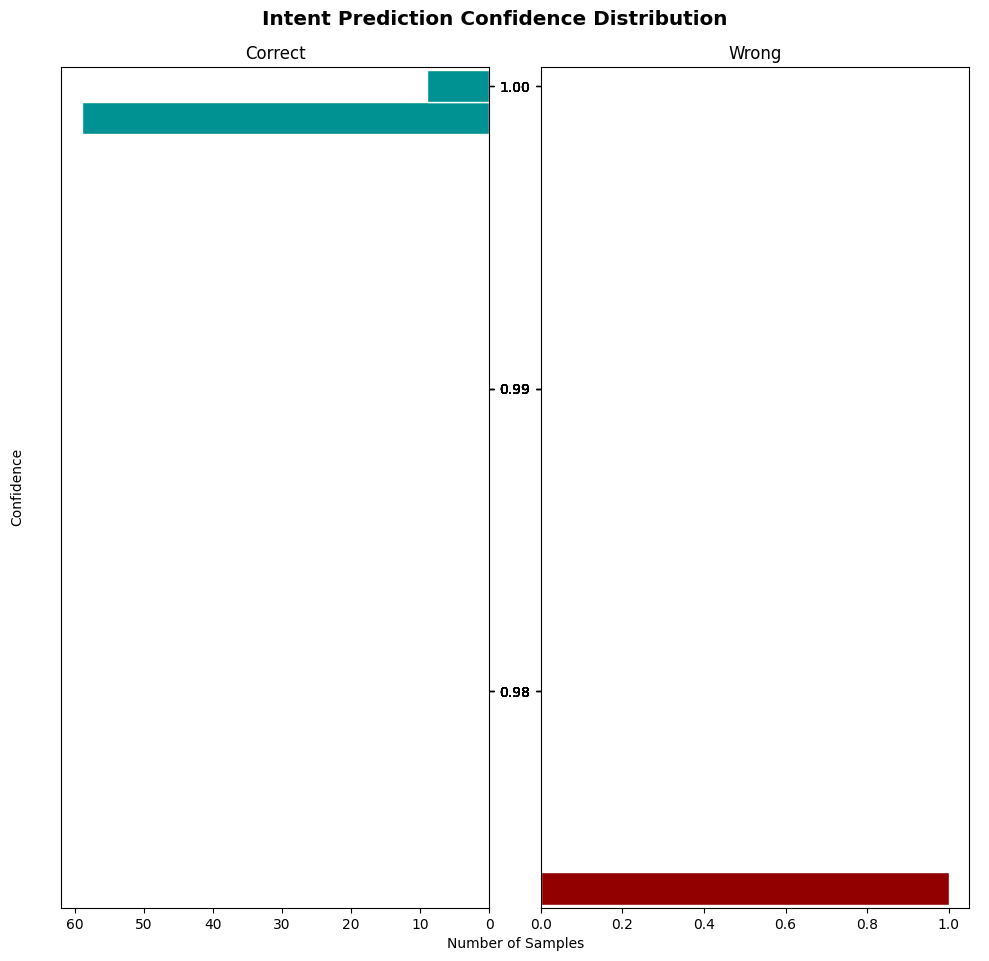 Intent Prediction Confidence Distribution
Correct
Wrong
1.00
0.99
0.98
Confidence
60 50 40 30 20 10 0
0.0 0.2 0.4 0.6 0.8 1.0
Number of Samples